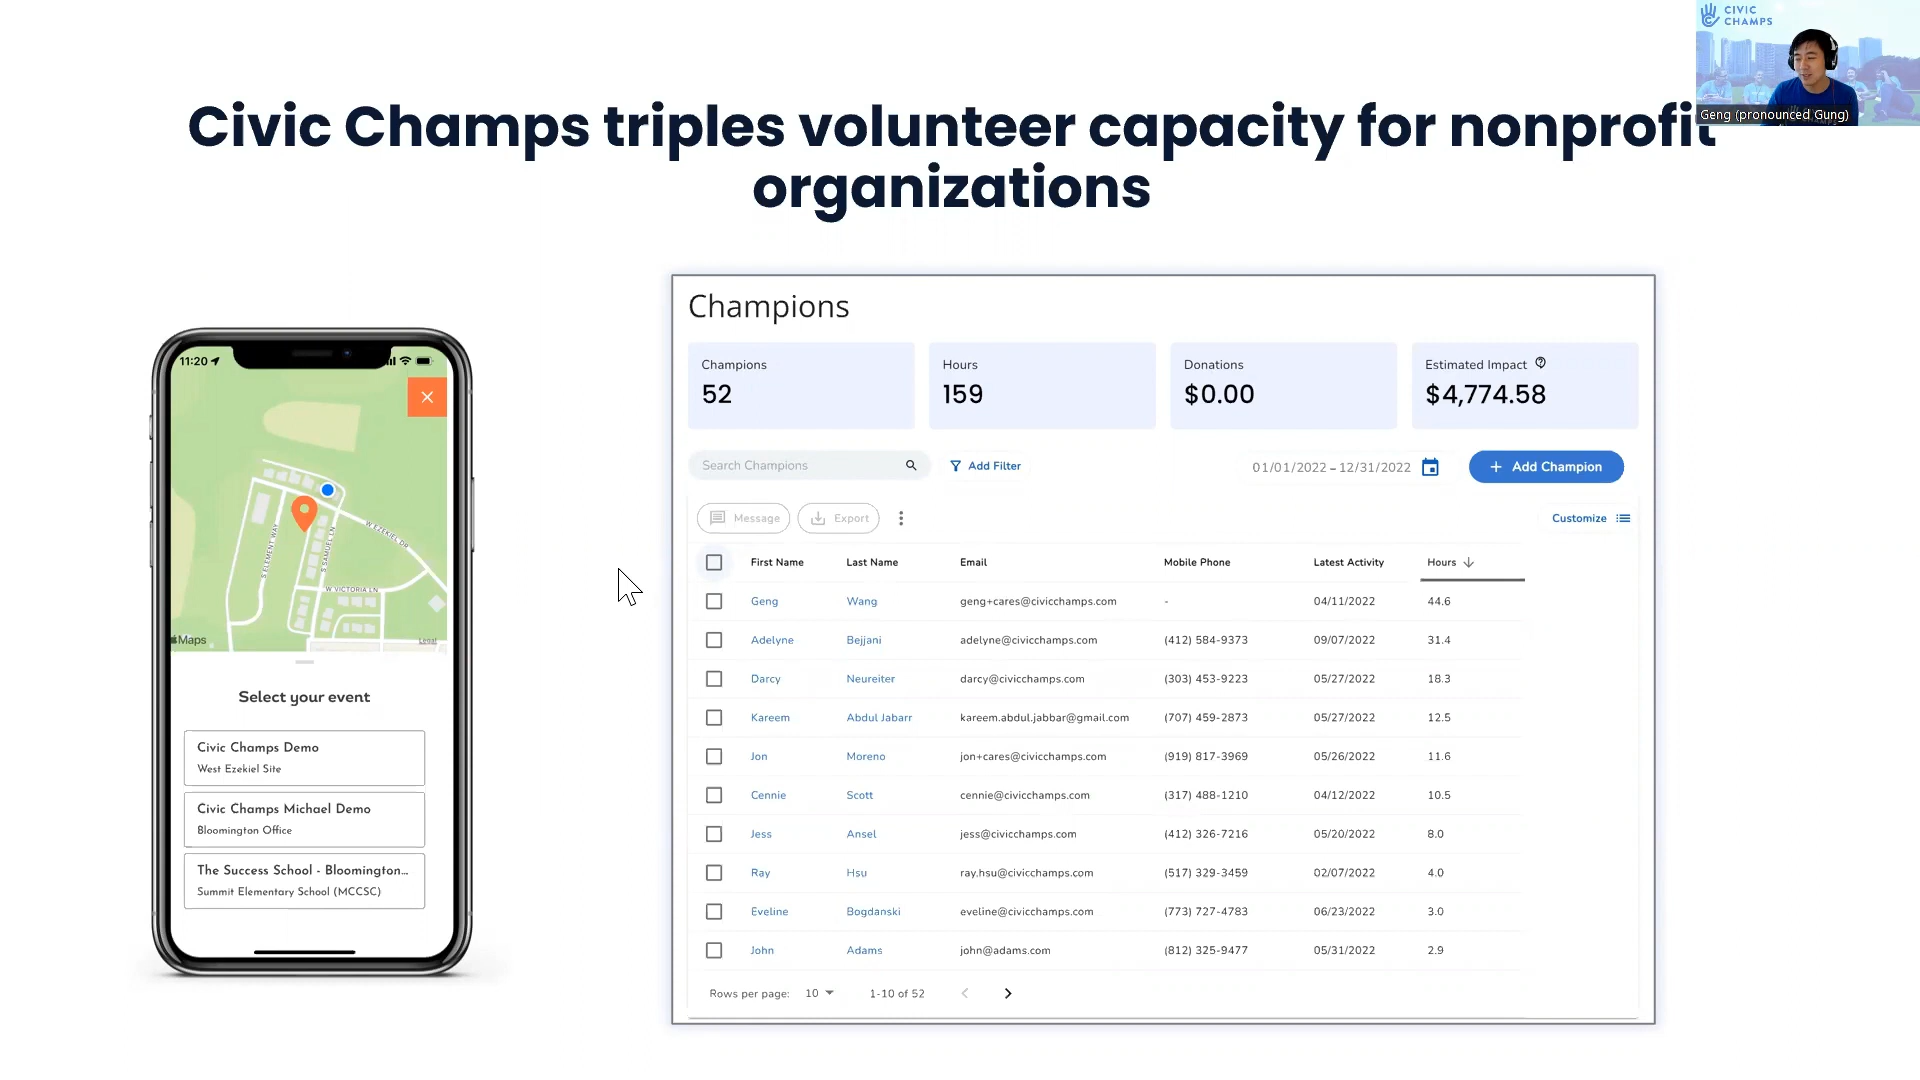 CIVIC
CHAMPS
Geng (pronounced Gung)
Civic Champs triples volunteer capacity for nonprofit
organizations
11:20
S ELEMENT WAY
S SAMUEL LN
W EZEKIEL DR
W VICTORIA LN
Maps
Legal
Select your event
Civic Champs Demo
West Ezekiel Site
Civic Champs Michael Demo
Bloomington Office
The Success School - Bloomington...
Summit Elementary School (MCCSC)
Champions
Champions Hours Donations Estimated Impact
52 159 $0.00 $4,774.58
Search Champions Add Filter 01/01/2022 – 12/31/2022 + Add Champion
Message Export Customize
First Name Last Name Email Mobile Phone Latest Activity Hours
Geng Wang geng+cares@civicchamps.com - 04/11/2022 44.6
Adelyne Bejjani adelyne@civicchamps.com (412) 584-9373 09/07/2022 31.4
Darcy Neureiter darcy@civicchamps.com (303) 453-9223 05/27/2022 18.3
Kareem Abdul Jabarr kareem.abdul.jabbar@gmail.com (707) 459-2873 05/27/2022 12.5
Jon Moreno jon+cares@civicchamps.com (919) 817-3969 05/26/2022 11.6
Cennie Scott cennie@civicchamps.com (317) 488-1210 04/12/2022 10.5
Jess Ansel jess@civicchamps.com (412) 326-7216 05/20/2022 8.0
Ray Hsu ray.hsu@civicchamps.com (517) 329-3459 02/07/2022 4.0
Eveline Bogdanski eveline@civicchamps.com (773) 727-4783 06/23/2022 3.0
John Adams john@adams.com (812) 325-9477 05/31/2022 2.9
Rows per page: 10 1-10 of 52